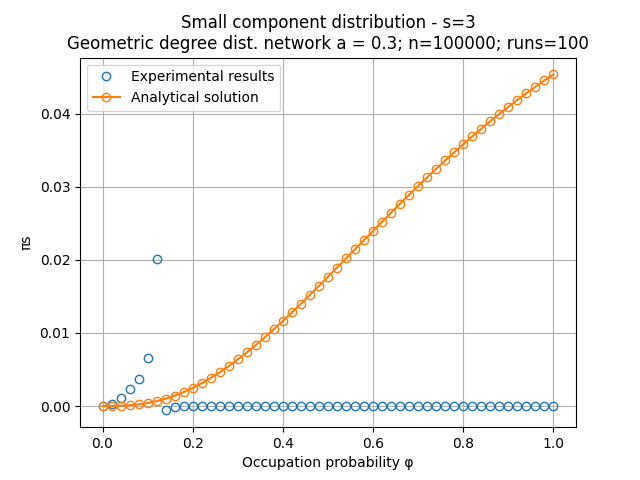 Small component distribution - s=3
Geometric degree dist. network a = 0.3; n=100000; runs=100
Experimental results
Analytical solution
0.04
0.03
0.02
0.01
0.00
πs
0.0 0.2 0.4 0.6 0.8 1.0
Occupation probability φ